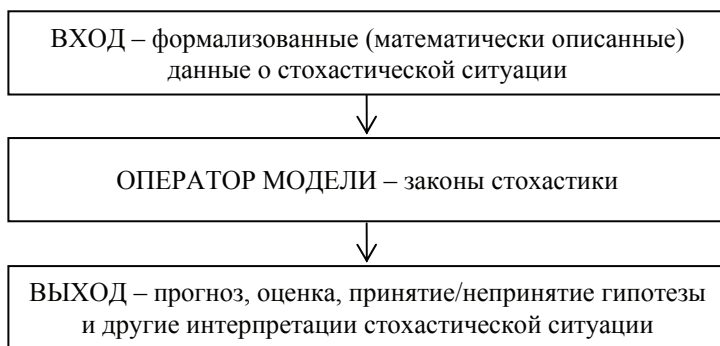 ВХОД – формализованные (математически описанные)
данные о стохастической ситуации
ОПЕРАТОР МОДЕЛИ – законы стохастики
ВЫХОД – прогноз, оценка, принятие/непринятие гипотезы
и другие интерпретации стохастической ситуации